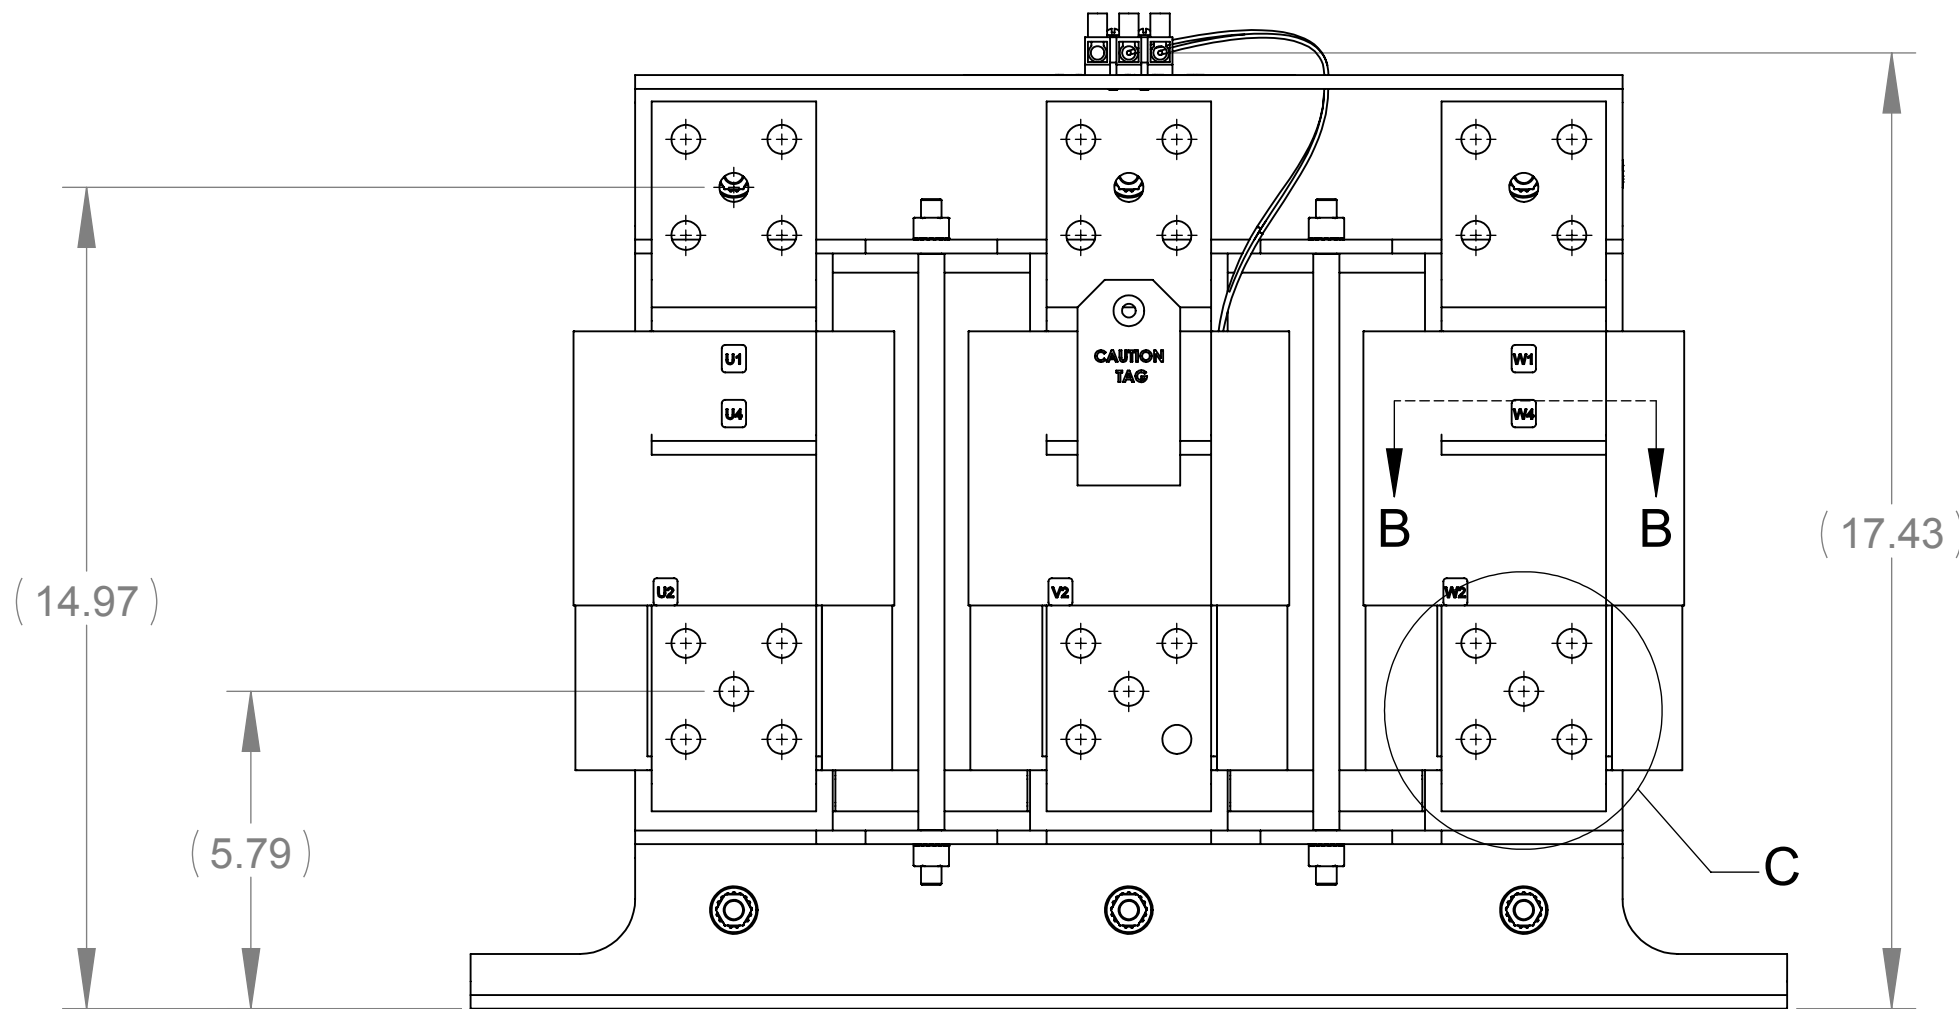 CAUTION
TAG
U1
W1
U4
W4
B
B
(17.43)
(14.97)
U2
V2
W2
(5.79)
C